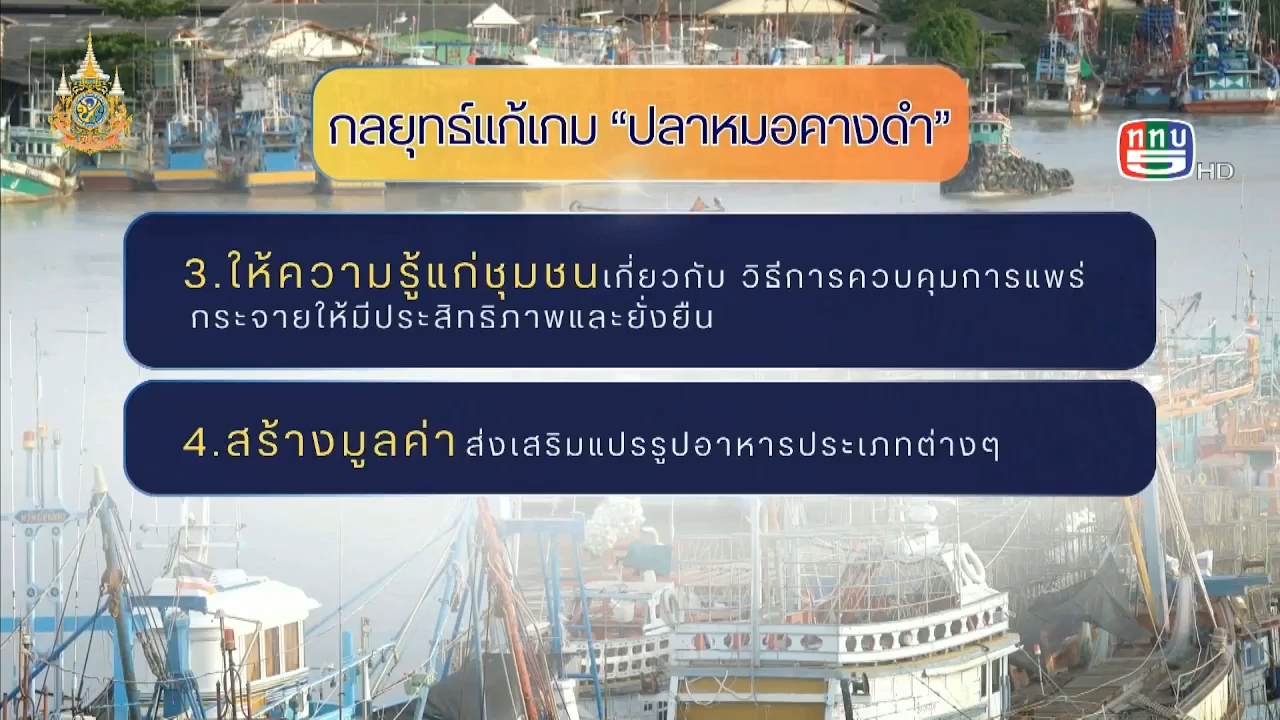 กลยุทธ์แก้เกม “ปลาหมอคางดำ”
ททบ
5
HD
3.ให้ความรู้แก่ชุมชนเกี่ยวกับ วิธีการควบคุมการแพร่
กระจายให้มีประสิทธิภาพและยั่งยืน
4.สร้างมูลค่า ส่งเสริมแปรรูปอาหารประเภทต่างๆ